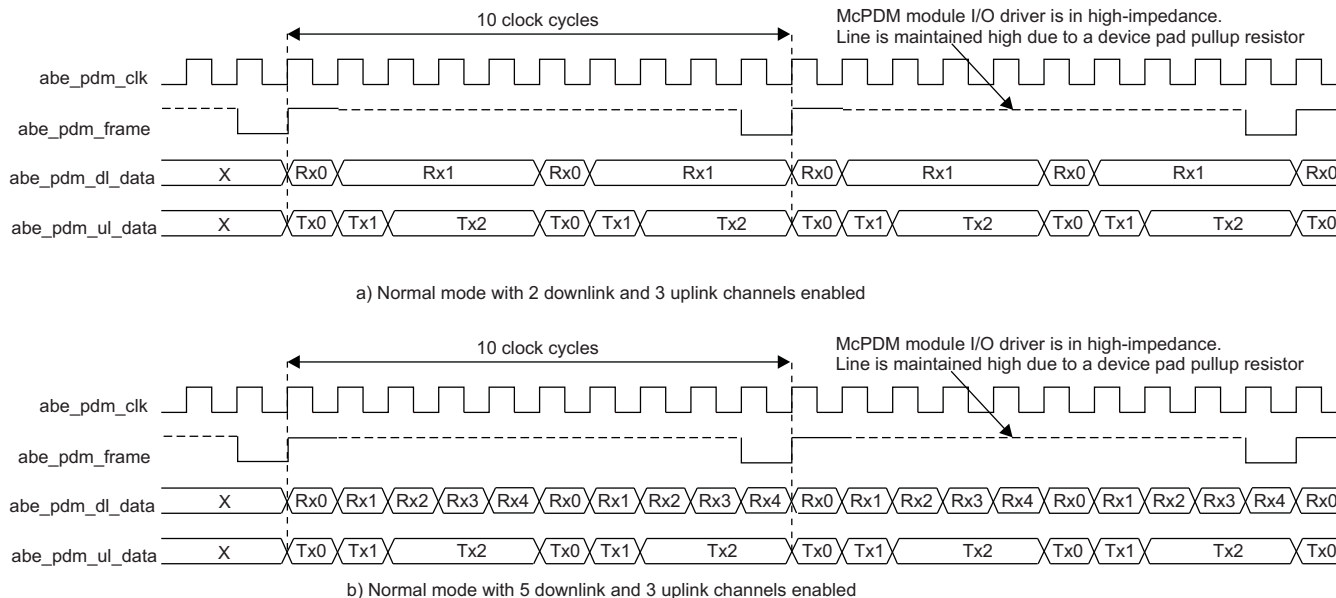 10 clock cycles
McPDM module I/O driver is in high-impedance.
Line is maintained high due to a device pad pullup resistor
abe_pdm_clk
abe_pdm_frame
abe_pdm_dl_data X Rx0 Rx1 Rx0 Rx1 Rx0 Rx1 Rx0 Rx1 Rx0
abe_pdm_ul_data X Tx0 Tx1 Tx2 Tx0 Tx1 Tx2 Tx0 Tx1 Tx2 Tx0 Tx1 Tx2 Tx0
a) Normal mode with 2 downlink and 3 uplink channels enabled
10 clock cycles
McPDM module I/O driver is in high-impedance.
Line is maintained high due to a device pad pullup resistor
abe_pdm_clk
abe_pdm_frame
abe_pdm_dl_data X Rx0 Rx1 Rx2 Rx3 Rx4 Rx0 Rx1 Rx2 Rx3 Rx4 Rx0 Rx1 Rx2 Rx3 Rx4 Rx0 Rx1 Rx2 Rx3 Rx4 Rx0
abe_pdm_ul_data X Tx0 Tx1 Tx2 Tx0 Tx1 Tx2 Tx0 Tx1 Tx2 Tx0 Tx1 Tx2 Tx0
b) Normal mode with 5 downlink and 3 uplink channels enabled